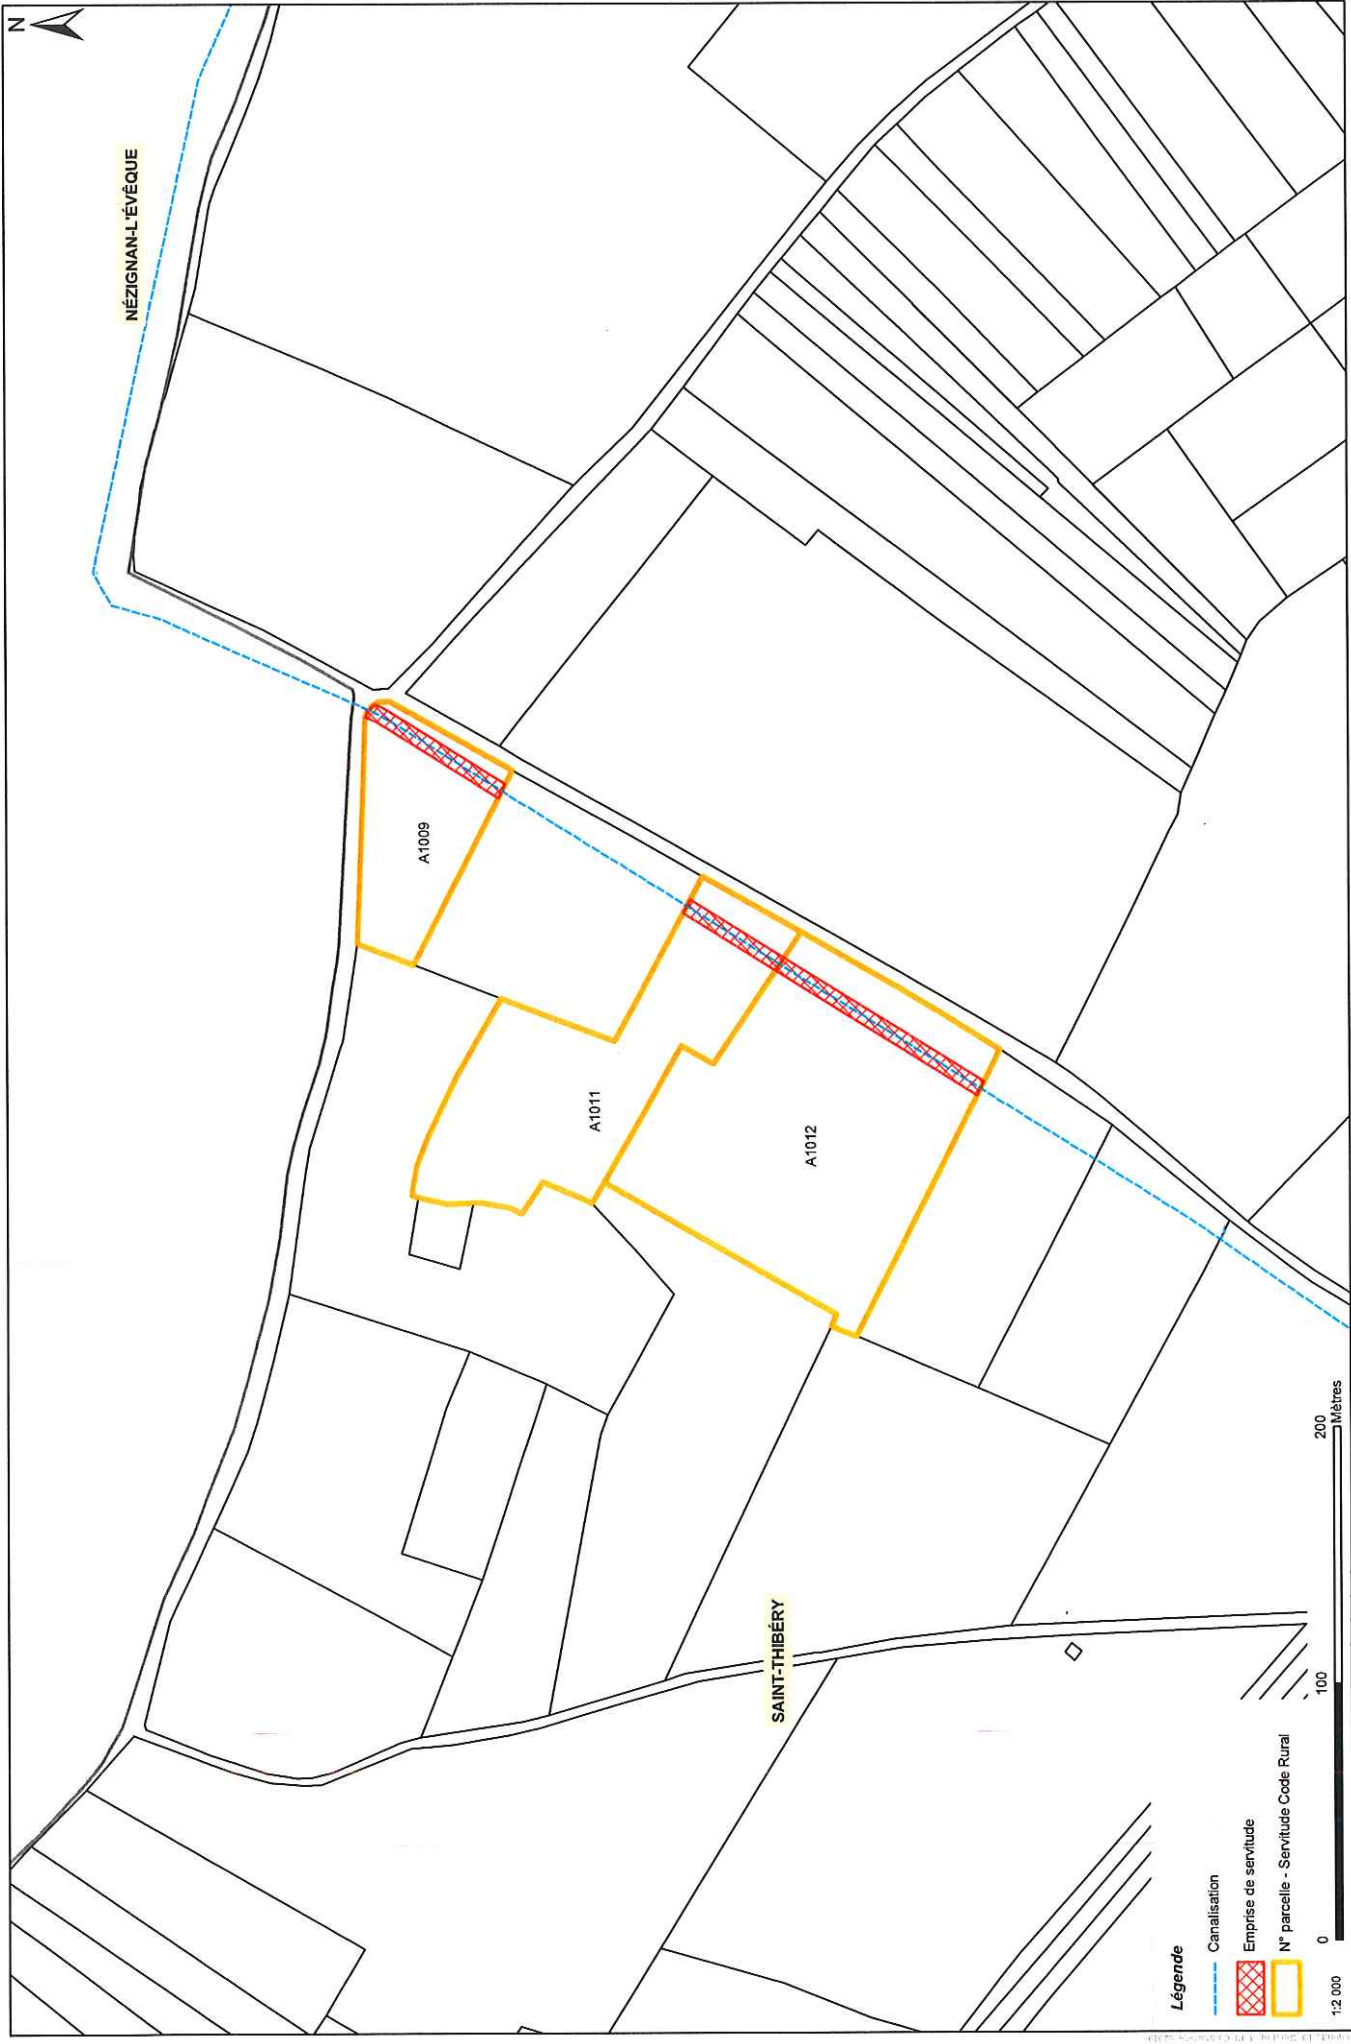 N
NÉZIGNAN-L'ÉVÊQUE
A1009
A1011
A1012
SAINT-THIBÉRY
Légende
Canalisation
Emprise de servitude
N° parcelle - Servitude Code Rural
0 100 200
Mètres
1:2 000